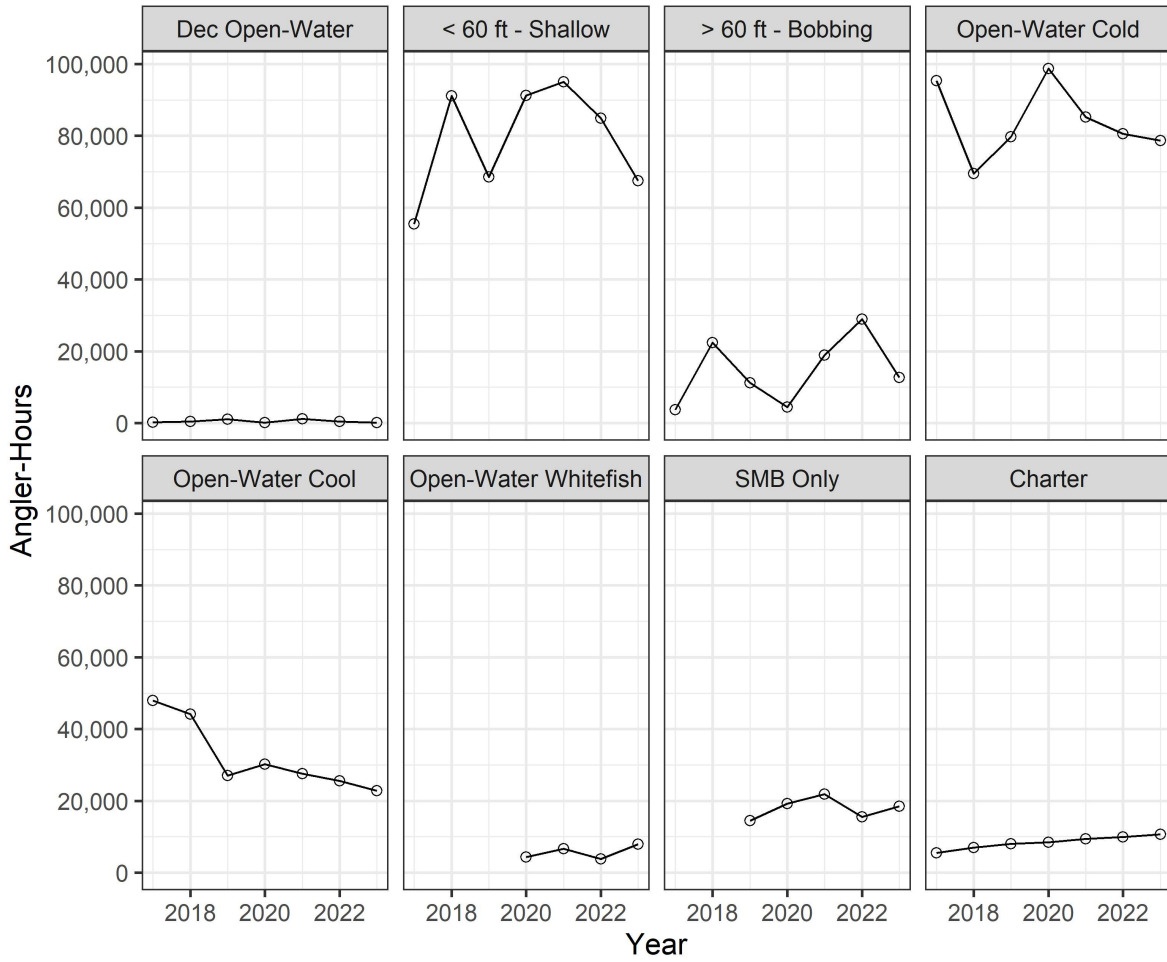 Dec Open-Water
< 60 ft - Shallow
> 60 ft - Bobbing
Open-Water Cold
100,000
80,000
60,000
40,000
20,000
0
Open-Water Cool
Open-Water Whitefish
SMB Only
Charter
100,000
80,000
60,000
40,000
20,000
0
2018 2020 2022
2018 2020 2022
2018 2020 2022
2018 2020 2022
Angler-Hours
Year